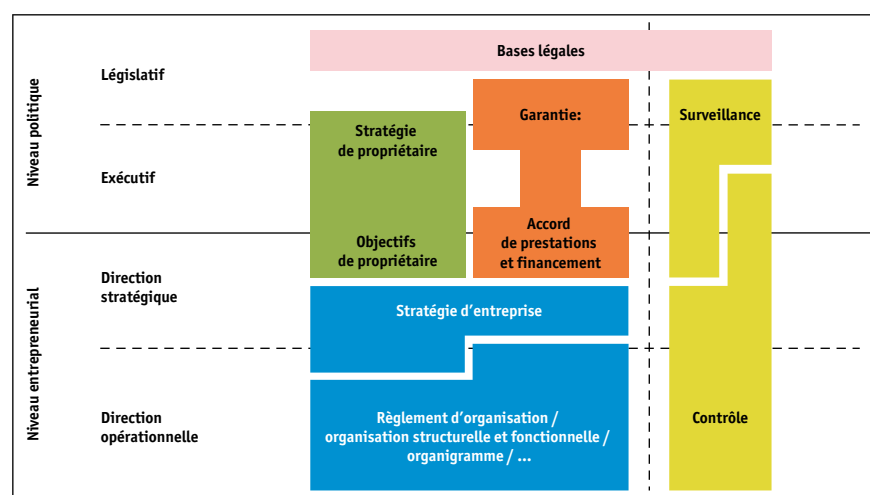 Niveau politique
Législatif
Exécutif
Bases légales
Stratégie
de propriétaire
Objectifs
de propriétaire
Garantie:
Accord
de prestations
et financement
Surveillance
Niveau entrepreneurial
Direction
stratégique
Direction
opérationnelle
Stratégie d’entreprise
Règlement d’organisation /
organisation structurelle et fonctionnelle /
organigramme / ...
Contrôle